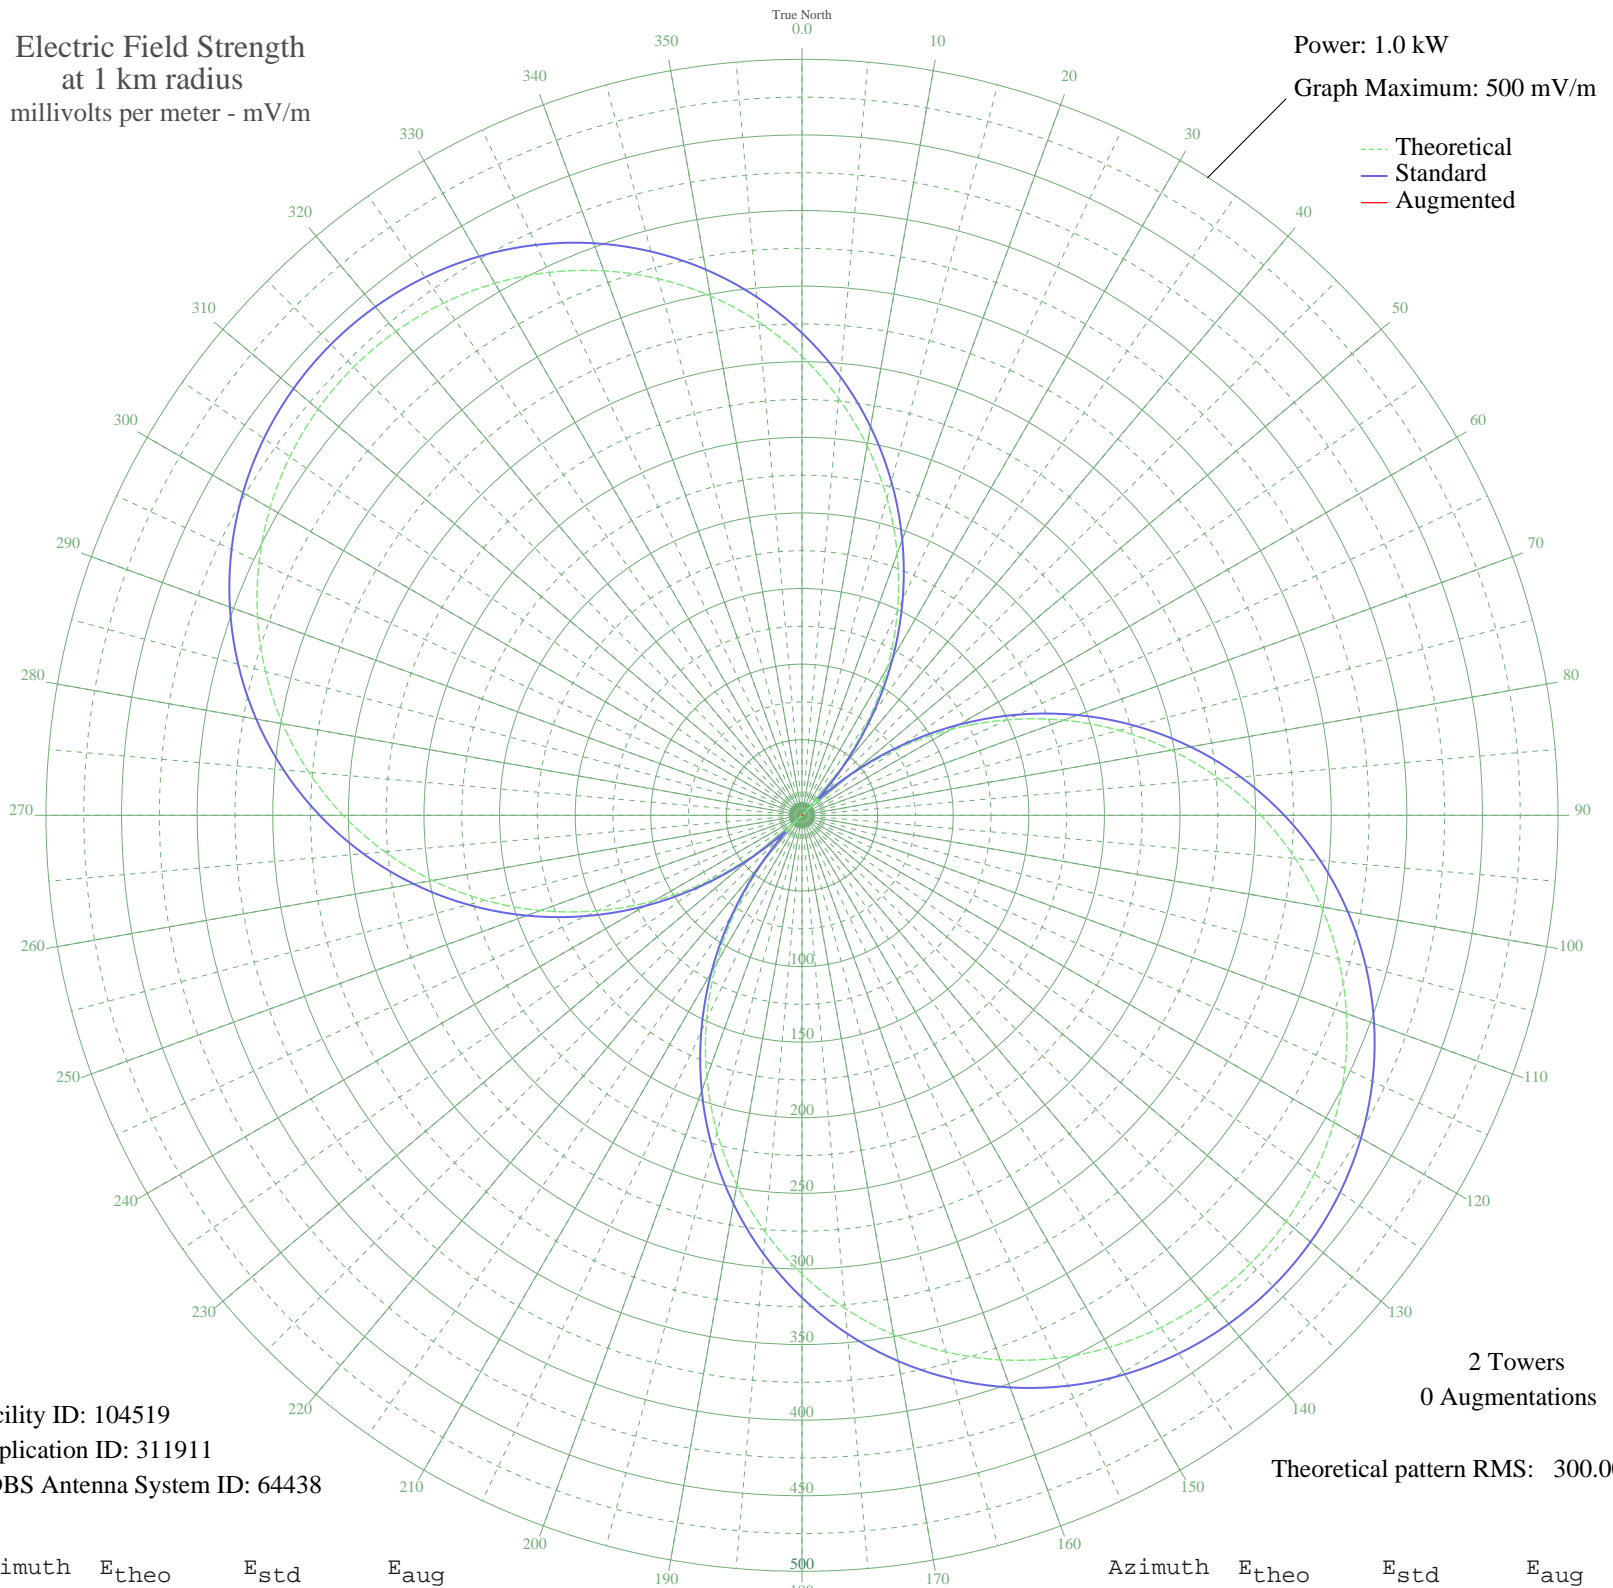 True North
Electric Field Strength
at 1 km radius
millivolts per meter - mV/m
Power: 1.0 kW
Graph Maximum: 500 mV/m
Theoretical
Standard
Augmented
0.0
10
20
30
40
50
60
70
80
90
100
110
120
130
140
150
160
170
190
200
210
220
230
240
250
260
270
280
290
300
310
320
330
340
350
100
150
200
250
300
350
400
450
500
2 Towers
0 Augmentations
Theoretical pattern RMS: 300.0
cility ID: 104519
plication ID: 311911
DBS Antenna System ID: 64438
imuth Etheo Estd Eaug
Azimuth Etheo Estd Eaug